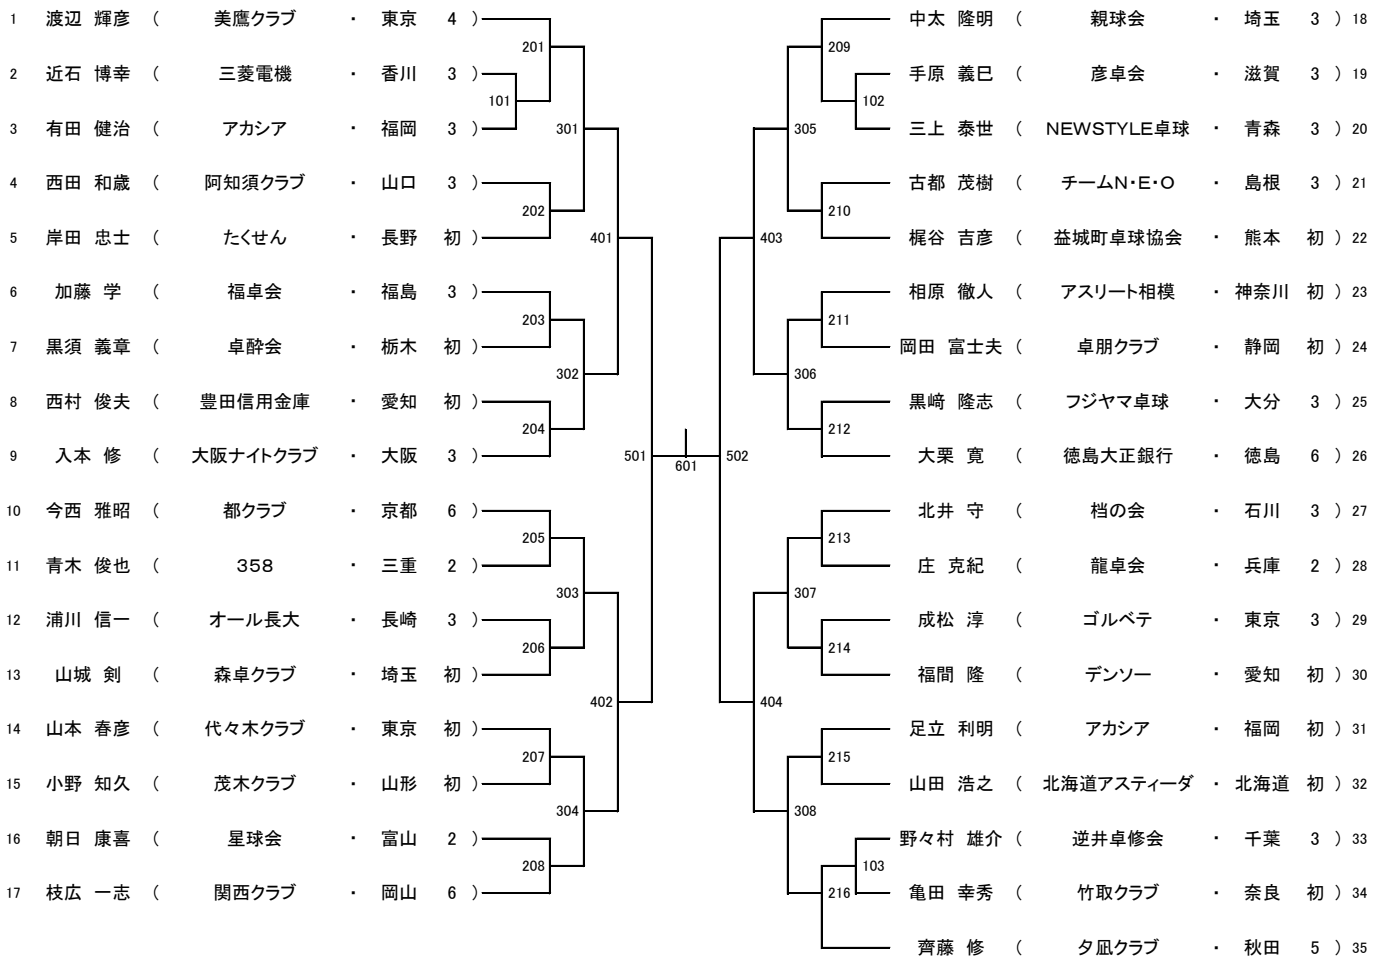 1 渡辺 輝彦 ( 美鷹クラブ ・ 東京 4 )
201
2 近石 博幸 ( 三菱電機 ・ 香川 3 )
101
3 有田 健治 ( アカシア ・ 福岡 3 )
301
4 西田 和歳 ( 阿知須クラブ ・ 山口 3 )
202
5 岸田 忠士 ( たくせん ・ 長野 初 )
401
6 加藤 学 ( 福卓会 ・ 福島 3 )
203
7 黒須 義章 ( 卓酔会 ・ 栃木 初 )
302
8 西村 俊夫 ( 豊田信用金庫 ・ 愛知 初 )
204
9 入本 修 ( 大阪ナイトクラブ ・ 大阪 3 )
501
10 今西 雅昭 ( 都クラブ ・ 京都 6 )
205
11 青木 俊也 ( 358 ・ 三重 2 )
303
12 浦川 信一 ( オール長大 ・ 長崎 3 )
206
13 山城 剣 ( 森卓クラブ ・ 埼玉 初 )
402
14 山本 春彦 ( 代々木クラブ ・ 東京 初 )
207
15 小野 知久 ( 茂木クラブ ・ 山形 初 )
304
16 朝日 康喜 ( 星球会 ・ 富山 2 )
208
17 枝広 一志 ( 関西クラブ ・ 岡山 6 )
601
中太 隆明 ( 親球会 ・ 埼玉 3 ) 18
209
手原 義巳 ( 彦卓会 ・ 滋賀 3 ) 19
102
三上 泰世 ( NEWSTYLE卓球 ・ 青森 3 ) 20
305
古都 茂樹 ( チームN・E・O ・ 島根 3 ) 21
210
梶谷 吉彦 ( 益城町卓球協会 ・ 熊本 初 ) 22
403
相原 徹人 ( アスリート相模 ・ 神奈川 初 ) 23
211
岡田 富士夫 ( 卓朋クラブ ・ 静岡 初 ) 24
306
黒﨑 隆志 ( フジヤマ卓球 ・ 大分 3 ) 25
212
大栗 寛 ( 徳島大正銀行 ・ 徳島 6 ) 26
502
北井 守 ( 档の会 ・ 石川 3 ) 27
213
庄 克紀 ( 龍卓会 ・ 兵庫 2 ) 28
307
成松 淳 ( ゴルベテ ・ 東京 3 ) 29
214
福間 隆 ( デンソー ・ 愛知 初 ) 30
404
足立 利明 ( アカシア ・ 福岡 初 ) 31
215
山田 浩之 ( 北海道アスティーダ ・ 北海道 初 ) 32
308
野々村 雄介 ( 逆井卓修会 ・ 千葉 3 ) 33
103
亀田 幸秀 ( 竹取クラブ ・ 奈良 初 ) 34
216
齊藤 修 ( 夕凪クラブ ・ 秋田 5 ) 35